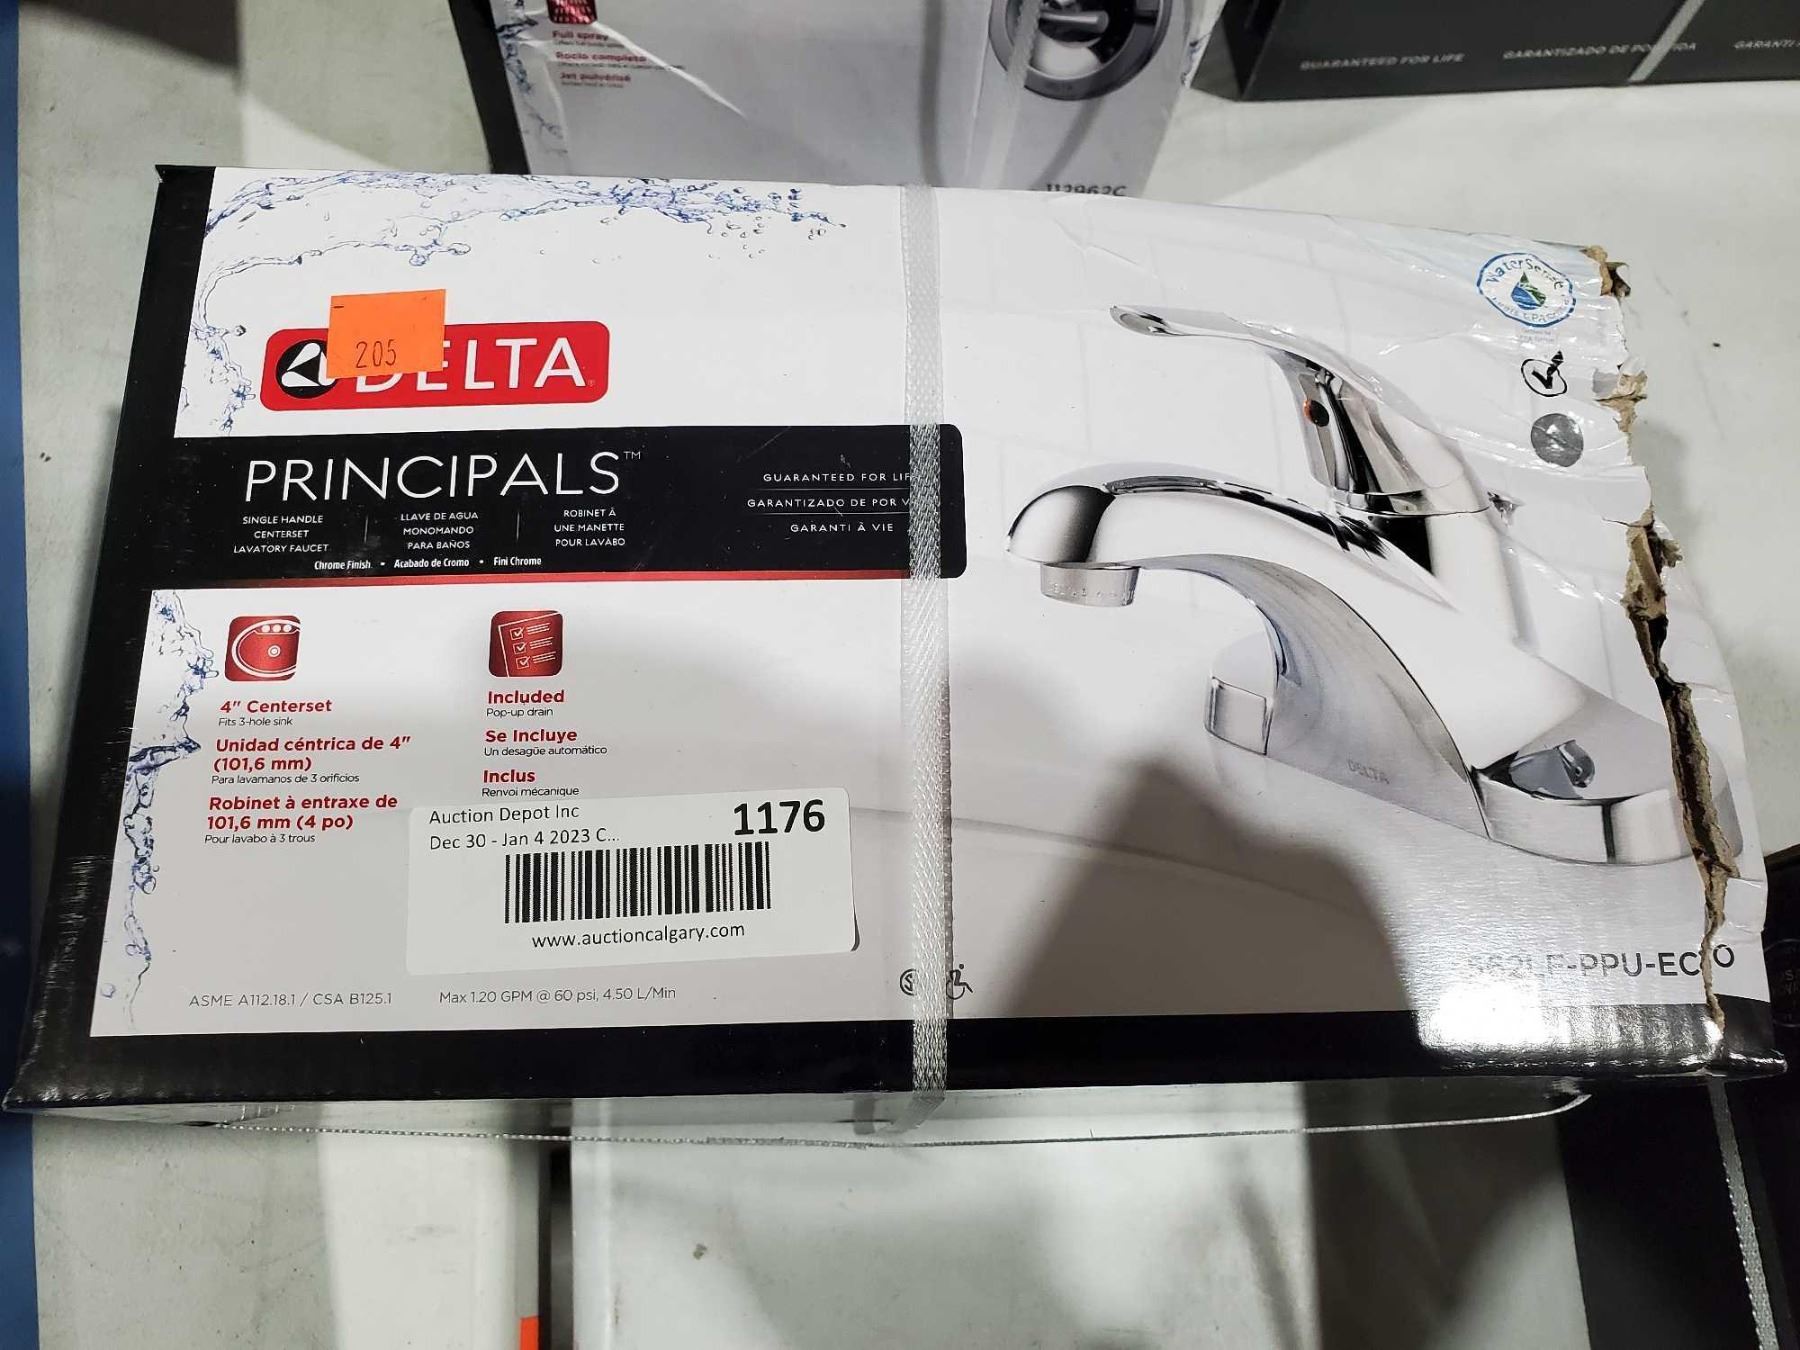 Full spray
Rocio completo
Jet pulvérisé
GUARANTEED FOR LIFE
GARANTIZADO DE POR VIDA
GARANTI
112962C
205
DELTA
PRINCIPALS™
SINGLE HANDLE
CENTERSET
LAVATORY FAUCET
LLAVE DE AGUA
MONOMANDO
PARA BAÑOS
ROBINET À
UNE MANETTE
POUR LAVABO
Chrome Finish • Acabado de Cromo • Fini Chrome
GUARANTEED FOR LIF
GARANTIZADO DE POR V
GARANTI À VIE
WaterSense
DELTA
4" Centerset
Fits 3-hole sink
Unidad céntrica de 4"
(101,6 mm)
Para lavamanos de 3 orificios
Robinet à entraxe de
101,6 mm (4 po)
Pour lavabo à 3 trous
Included
Pop-up drain
Se Incluye
Un desagüe automático
Inclus
Renvoi mécanique
Auction Depot Inc
Dec 30 - Jan 4 2023 C...
1176
www.auctioncalgary.com
ASME A112.18.1 / CSA B125.1
Max 1.20 GPM @ 60 psi, 4.50 L/Min
562LF-PPU-ECO